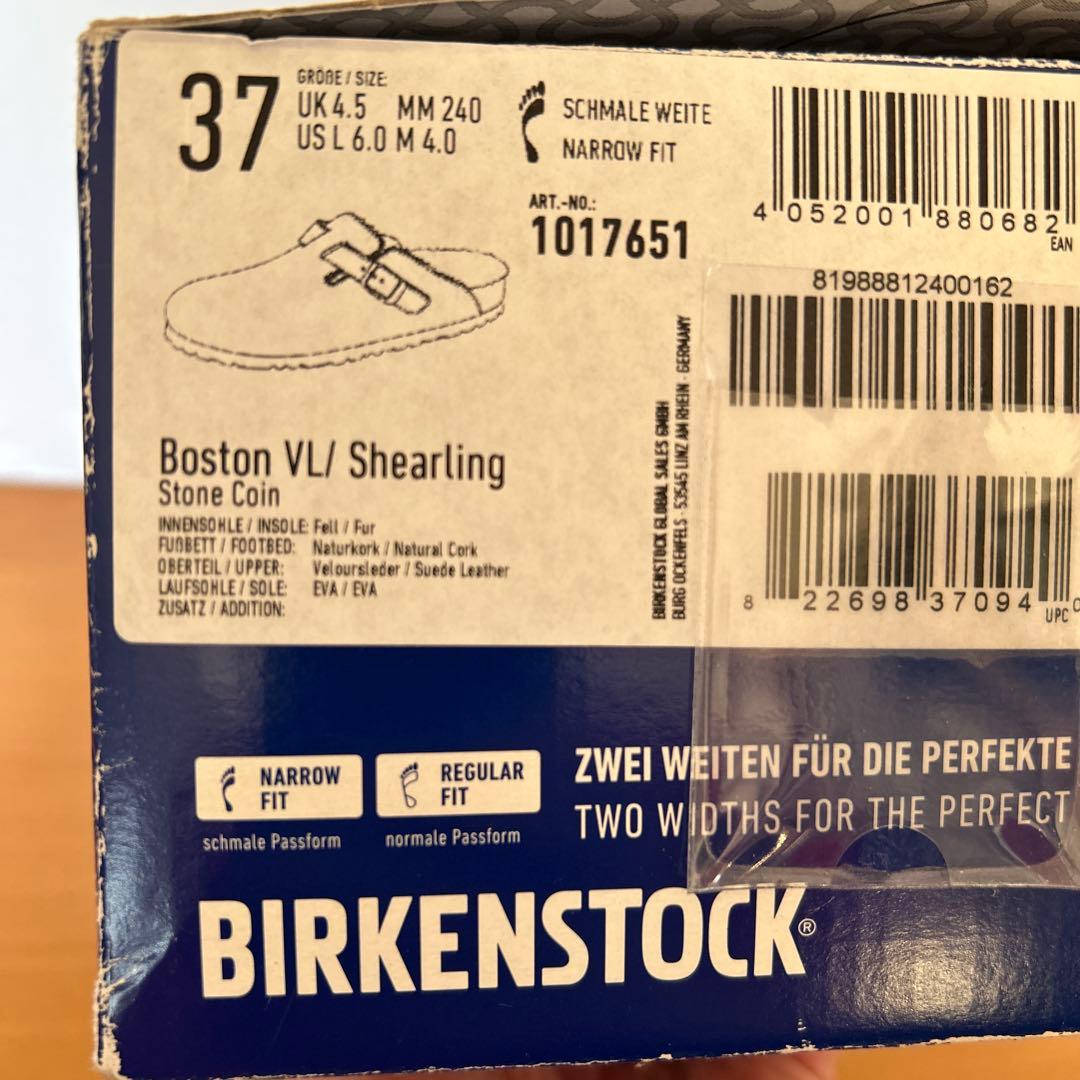 37
GRÖßE / SIZE:
UK 4.5 MM 240
US L 6.0 M 4.0
SCHMALE WEITE
NARROW FIT
ART.-NO.:
1017651
4 052001 880682
EAN
81988812400162
BIRKENSTOCK GLOBAL SALES GMBH
BURG OCKENFELS · 53545 LINZ AM RHEIN · GERMANY
Boston VL/ Shearling
Stone Coin
INNENSOHLE / INSOLE: Fell / Fur
FUßBETT / FOOTBED: Naturkork / Natural Cork
OBERTEIL / UPPER: Veloursleder / Suede Leather
LAUFSOHLE / SOLE: EVA / EVA
ZUSATZ / ADDITION:
8 22698 37094 0
UPC
NARROW
FIT
schmale Passform
REGULAR
FIT
normale Passform
ZWEI WEITEN FÜR DIE PERFEKTE
TWO WIDTHS FOR THE PERFECT
BIRKENSTOCK®